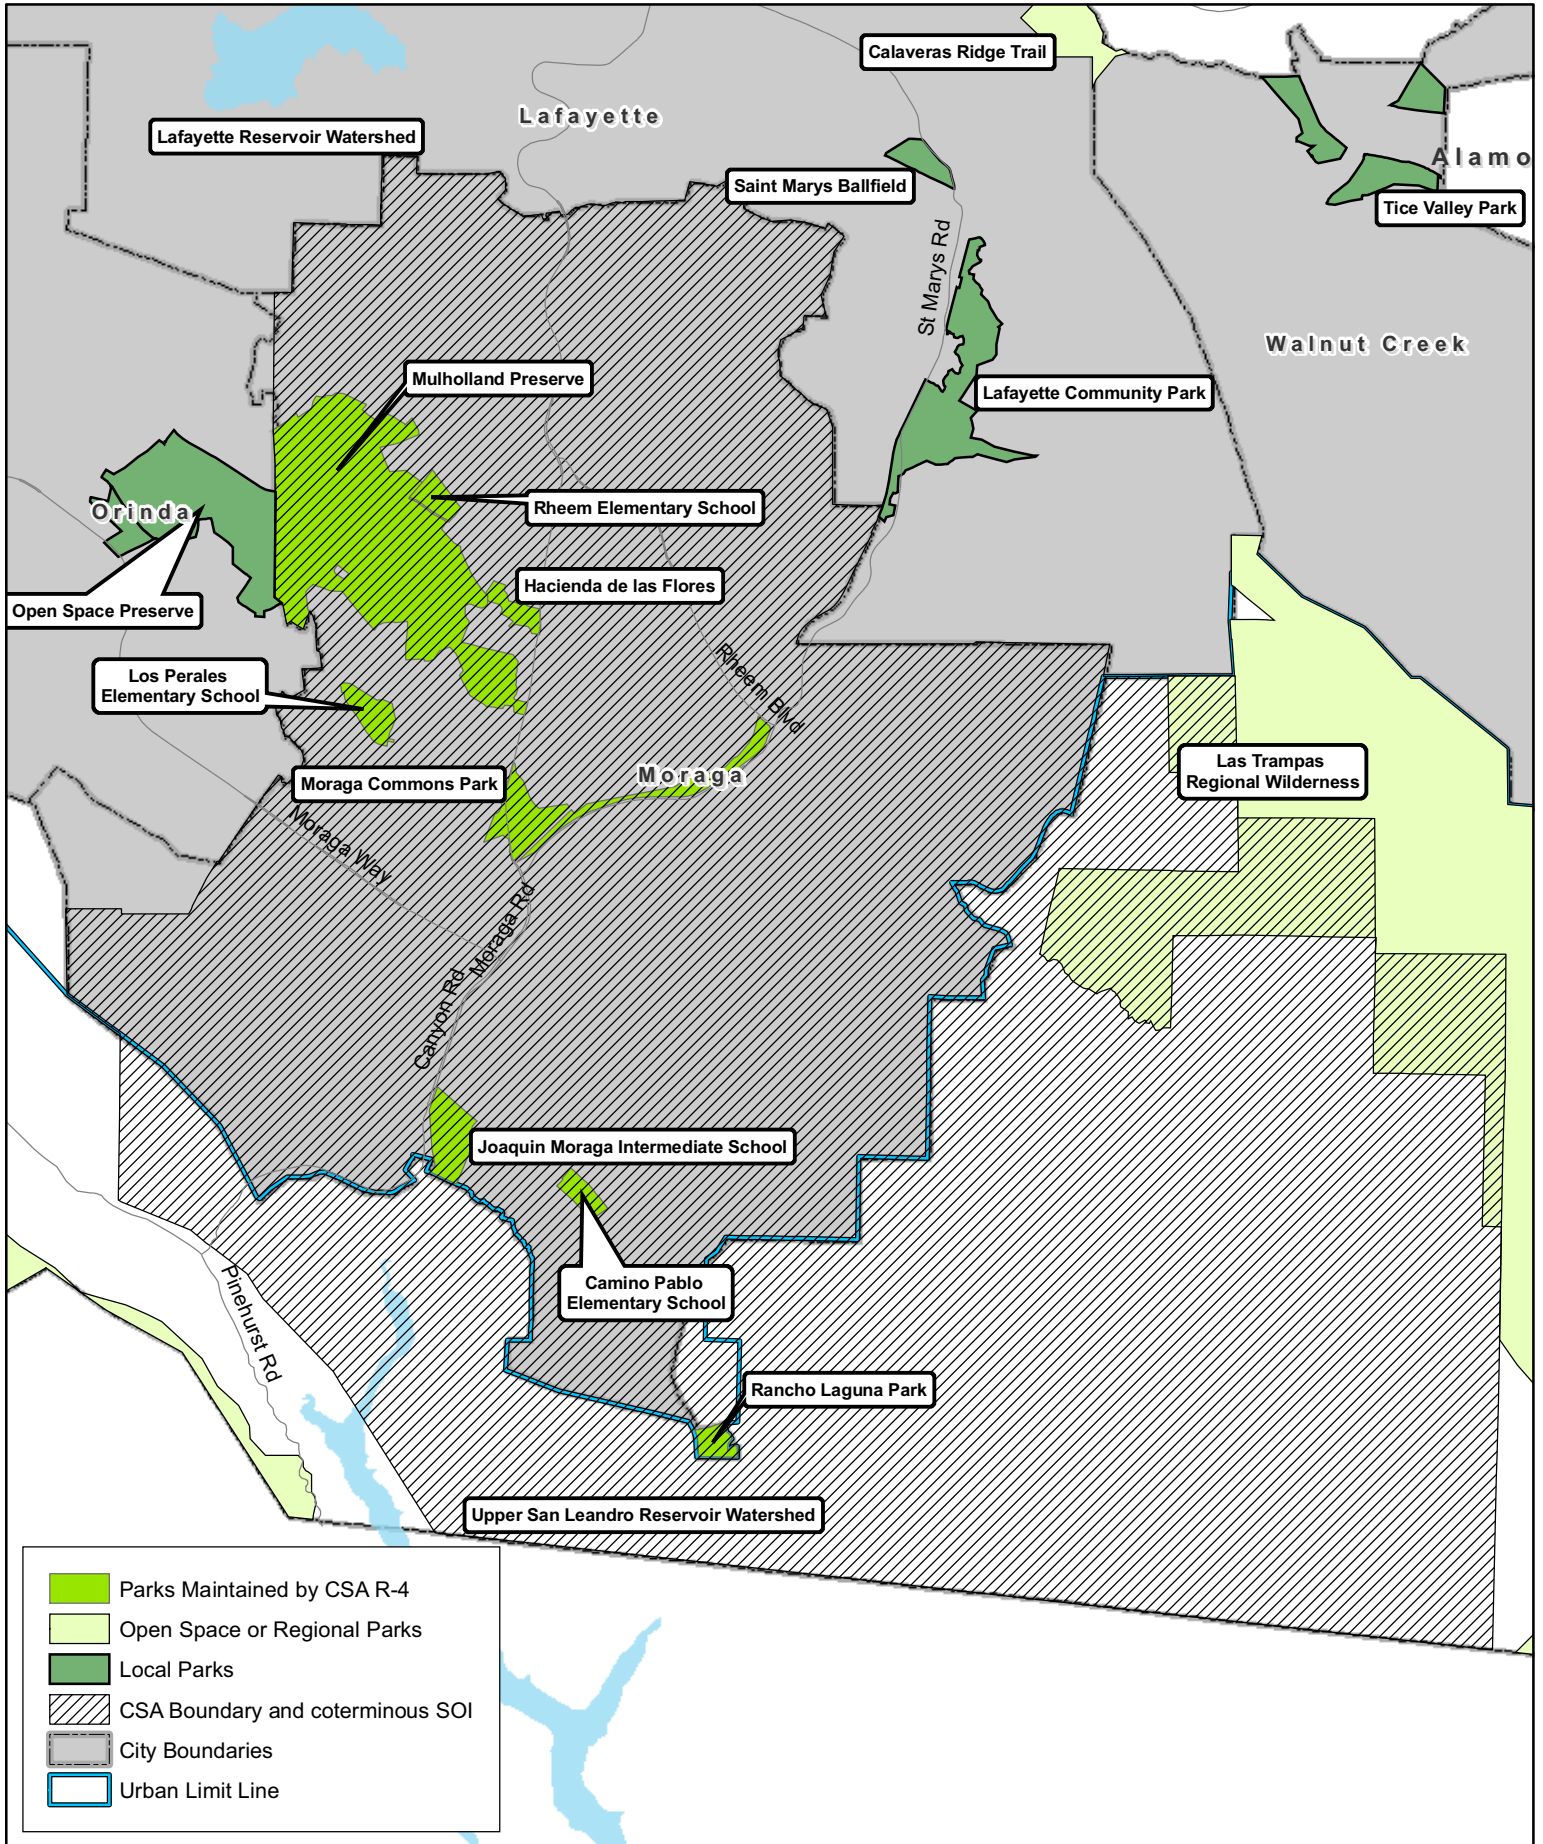 Calaveras Ridge Trail
Lafayette
Lafayette Reservoir Watershed
Alamo
Saint Marys Ballfield
Tice Valley Park
St Marys Rd
Walnut Creek
Mulholland Preserve
Lafayette Community Park
Rheem Elementary School
Orinda
Hacienda de las Flores
Open Space Preserve
Los Perales
Elementary School
Rheem Blvd
Las Trampas
Regional Wilderness
Moraga
Moraga Commons Park
Moraga Way
Moraga Rd
Canyon Rd
Joaquin Moraga Intermediate School
Camino Pablo
Elementary School
Pinehurst Rd
Rancho Laguna Park
Upper San Leandro Reservoir Watershed
Parks Maintained by CSA R-4
Open Space or Regional Parks
Local Parks
CSA Boundary and coterminous SOI
City Boundaries
Urban Limit Line